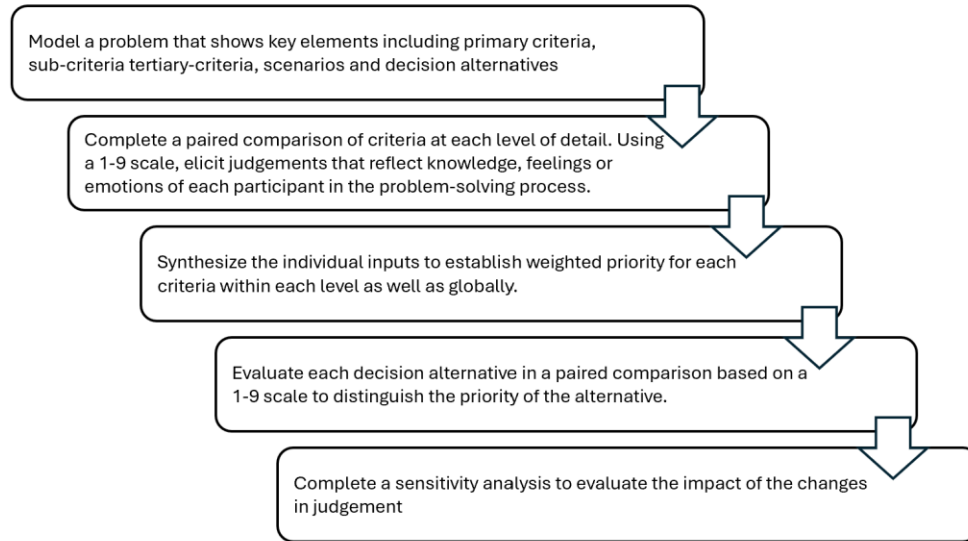 Model a problem that shows key elements including primary criteria,
sub-criteria tertiary-criteria, scenarios and decision alternatives
Complete a paired comparison of criteria at each level of detail. Using
a 1-9 scale, elicit judgements that reflect knowledge, feelings or
emotions of each participant in the problem-solving process.
Synthesize the individual inputs to establish weighted priority for each
criteria within each level as well as globally.
Evaluate each decision alternative in a paired comparison based on a
1-9 scale to distinguish the priority of the alternative.
Complete a sensitivity analysis to evaluate the impact of the changes
in judgement